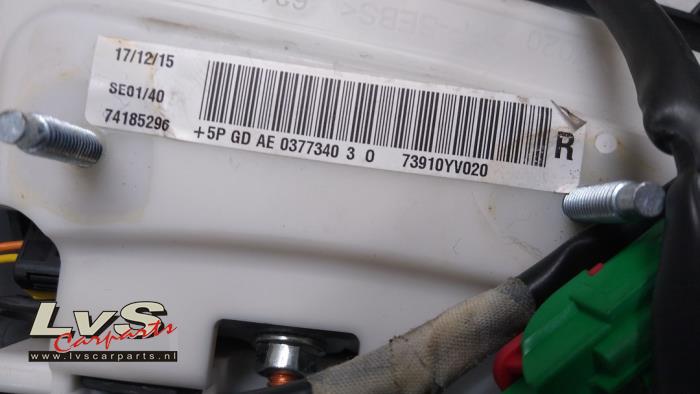 17/12/15
SE01/40
74185296
+5P GD AE 0377340 3 0
73910YV020
R
LvS
Carparts
www.lvscarparts.nl